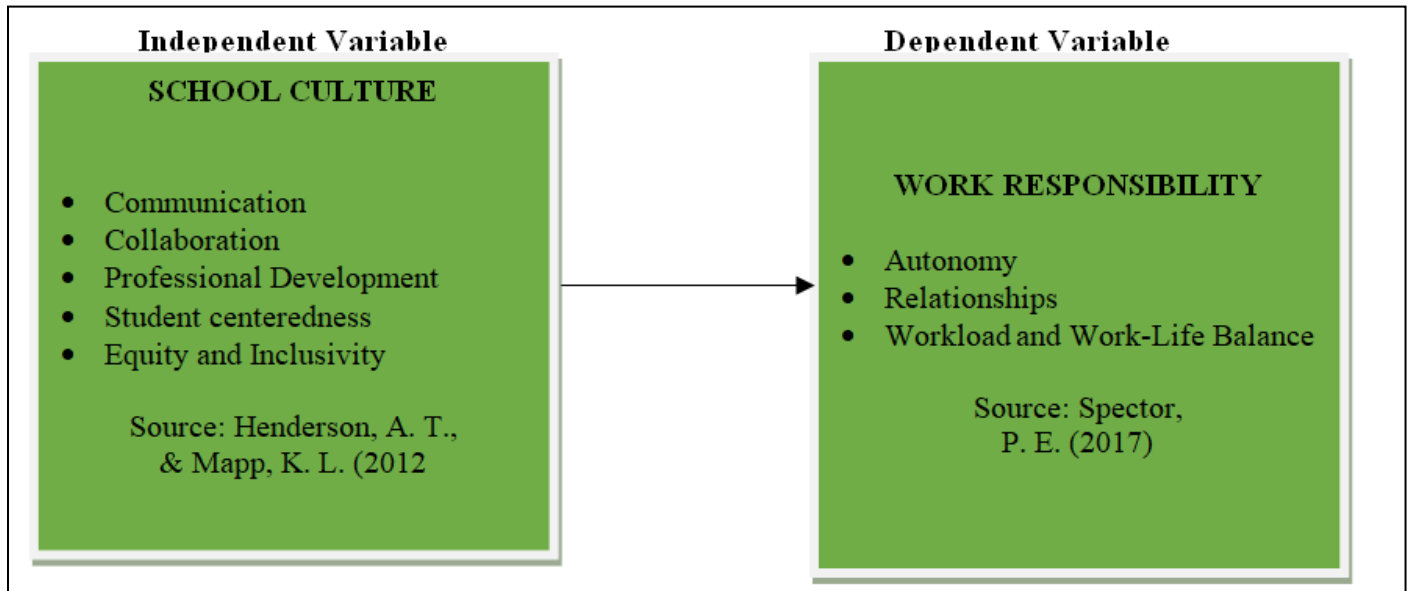 Independent Variable
SCHOOL CULTURE
• Communication
• Collaboration
• Professional Development
• Student centeredness
• Equity and Inclusivity
Source: Henderson, A. T.,
& Mapp, K. L. (2012
Dependent Variable
WORK RESPONSIBILITY
• Autonomy
• Relationships
• Workload and Work-Life Balance
Source: Spector,
P. E. (2017)